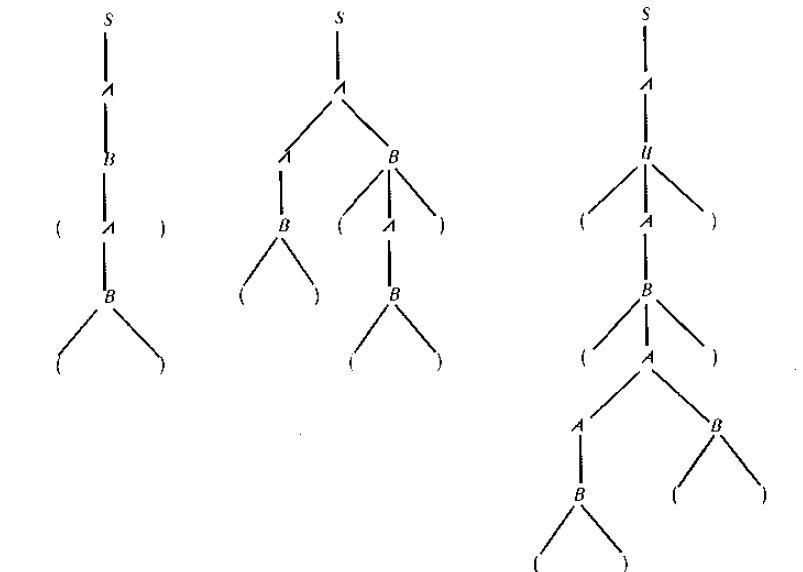 S S S
A A A
B A B B
( A ) B ( A ) ( A )
B ( ) B B
( ) ( ) ( A )
A B
B ( )
( )